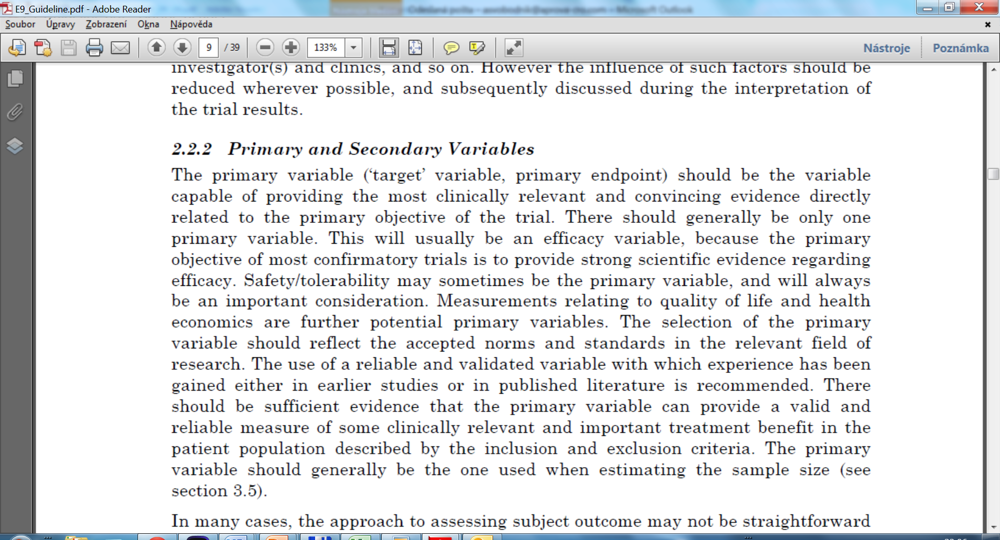 E9_Guideline.pdf - Adobe Reader
Soubor Úpravy Zobrazení Okna Nápověda
9 / 39 133% Nástroje Poznámka
investigator(s) and clinics, and so on. However the influence of such factors should be
reduced wherever possible, and subsequently discussed during the interpretation of
the trial results.
2.2.2 Primary and Secondary Variables
The primary variable (‘target’ variable, primary endpoint) should be the variable
capable of providing the most clinically relevant and convincing evidence directly
related to the primary objective of the trial. There should generally be only one
primary variable. This will usually be an efficacy variable, because the primary
objective of most confirmatory trials is to provide strong scientific evidence regarding
efficacy. Safety/tolerability may sometimes be the primary variable, and will always
be an important consideration. Measurements relating to quality of life and health
economics are further potential primary variables. The selection of the primary
variable should reflect the accepted norms and standards in the relevant field of
research. The use of a reliable and validated variable with which experience has been
gained either in earlier studies or in published literature is recommended. There
should be sufficient evidence that the primary variable can provide a valid and
reliable measure of some clinically relevant and important treatment benefit in the
patient population described by the inclusion and exclusion criteria. The primary
variable should generally be the one used when estimating the sample size (see
section 3.5).
In many cases, the approach to assessing subject outcome may not be straightforward